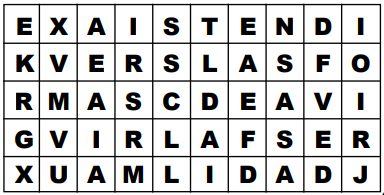 E X A I S T E N D I
K V E R S L A S F O
R M A S C D E A V I
G V I R L A F S E R
X U A M L I D A D J